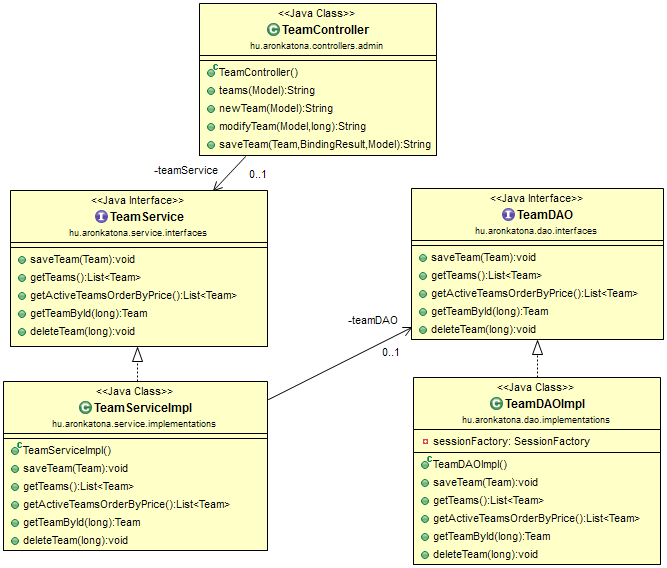 <<Java Class>>
TeamController
hu.aronkatona.controllers.admin
TeamController()
teams(Model):String
newTeam(Model):String
modifyTeam(Model,long):String
saveTeam(Team,BindingResult,Model):String
-teamService
0..1
<<Java Interface>>
TeamService
hu.aronkatona.service.interfaces
saveTeam(Team):void
getTeams():List<Team>
getActiveTeamsOrderByPrice():List<Team>
getTeamById(long):Team
deleteTeam(long):void
<<Java Interface>>
TeamDAO
hu.aronkatona.dao.interfaces
saveTeam(Team):void
getTeams():List<Team>
getActiveTeamsOrderByPrice():List<Team>
getTeamById(long):Team
deleteTeam(long):void
-teamDAO
0..1
<<Java Class>>
TeamServiceImpl
hu.aronkatona.service.implementations
TeamServiceImpl()
saveTeam(Team):void
getTeams():List<Team>
getActiveTeamsOrderByPrice():List<Team>
getTeamById(long):Team
deleteTeam(long):void
<<Java Class>>
TeamDAOImpl
hu.aronkatona.dao.implementations
sessionFactory: SessionFactory
TeamDAOImpl()
saveTeam(Team):void
getTeams():List<Team>
getActiveTeamsOrderByPrice():List<Team>
getTeamById(long):Team
deleteTeam(long):void